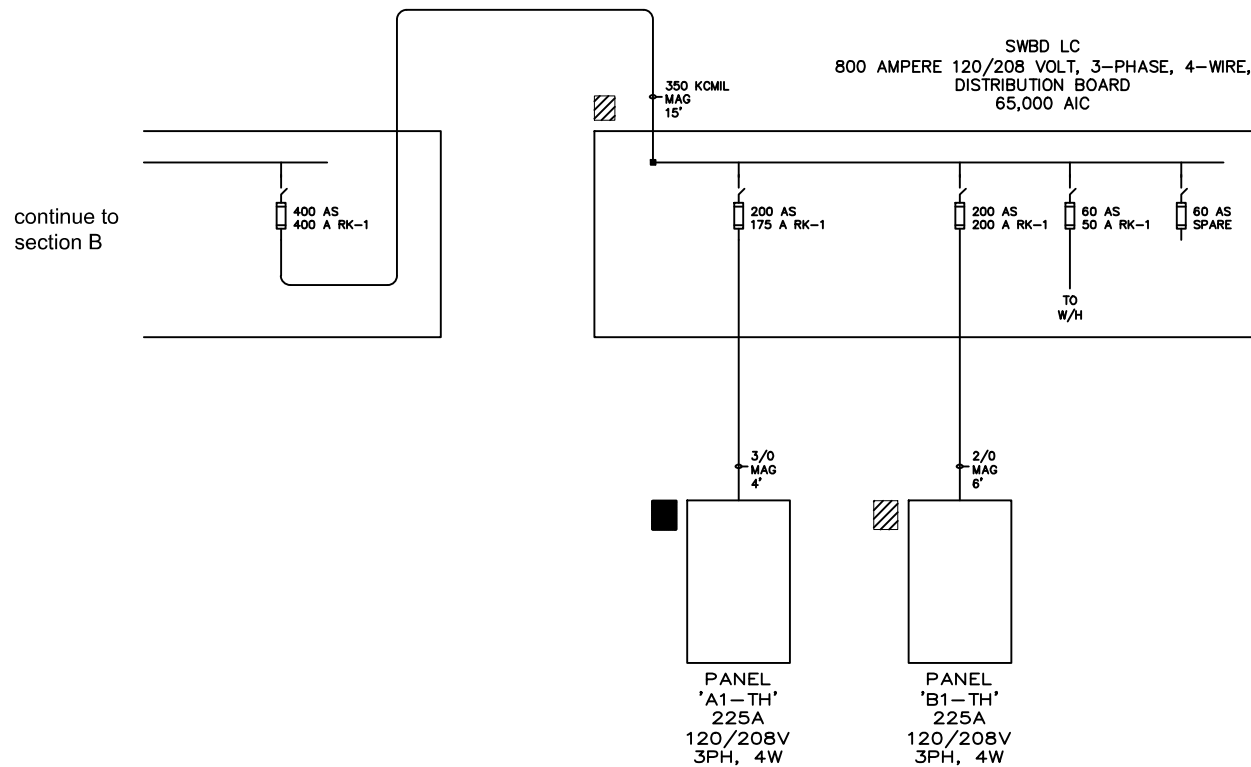 SWBD LC
800 AMPERE 120/208 VOLT, 3-PHASE, 4-WIRE,
DISTRIBUTION BOARD
65,000 AIC
350 KCMIL
MAG
15'
continue to
section B
400 AS
400 A RK-1
200 AS
175 A RK-1
200 AS
200 A RK-1
60 AS
50 A RK-1
60 AS
SPARE
TO
W/H
3/0
MAG
4'
2/0
MAG
6'
PANEL
'A1-TH'
225A
120/208V
3PH, 4W
PANEL
'B1-TH'
225A
120/208V
3PH, 4W